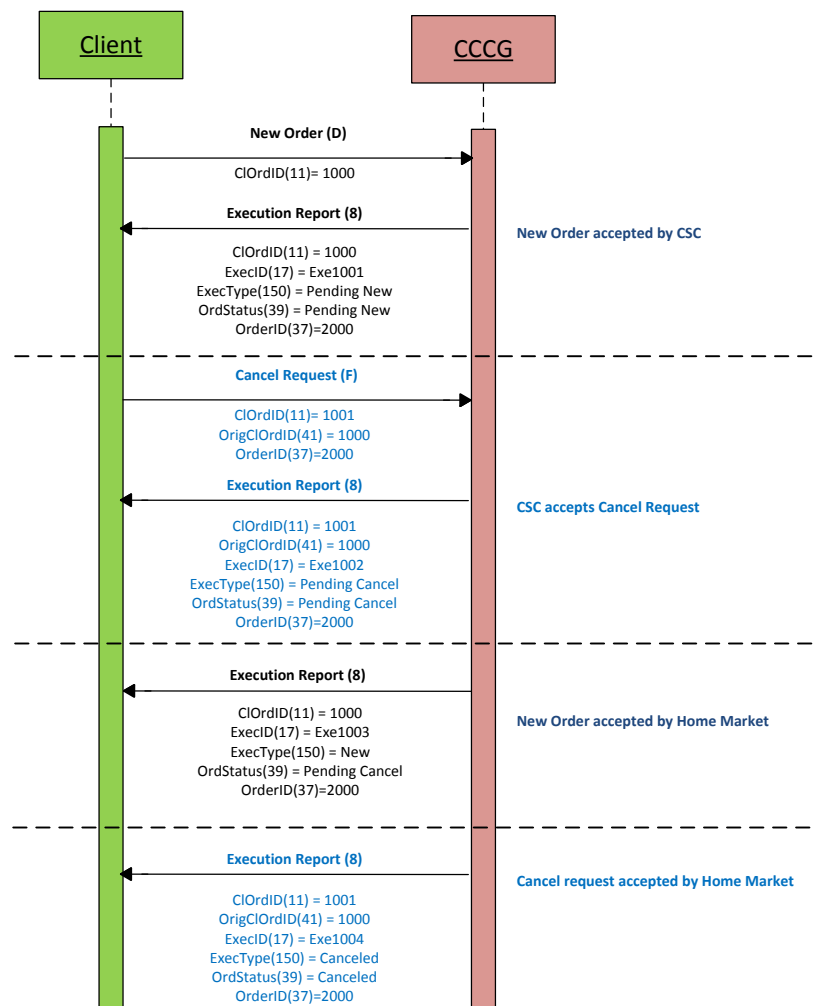 Client
CCCG
New Order (D)
ClOrdID(11)= 1000
Execution Report (8)
New Order accepted by CSC
ClOrdID(11) = 1000
ExecID(17) = Exe1001
ExecType(150) = Pending New
OrdStatus(39) = Pending New
OrderID(37)=2000
Cancel Request (F)
ClOrdID(11)= 1001
OrigClOrdID(41) = 1000
OrderID(37)=2000
Execution Report (8)
CSC accepts Cancel Request
ClOrdID(11) = 1001
OrigClOrdID(41) = 1000
ExecID(17) = Exe1002
ExecType(150) = Pending Cancel
OrdStatus(39) = Pending Cancel
OrderID(37)=2000
Execution Report (8)
New Order accepted by Home Market
ClOrdID(11) = 1000
ExecID(17) = Exe1003
ExecType(150) = New
OrdStatus(39) = Pending Cancel
OrderID(37)=2000
Execution Report (8)
Cancel request accepted by Home Market
ClOrdID(11) = 1001
OrigClOrdID(41) = 1000
ExecID(17) = Exe1004
ExecType(150) = Canceled
OrdStatus(39) = Canceled
OrderID(37)=2000